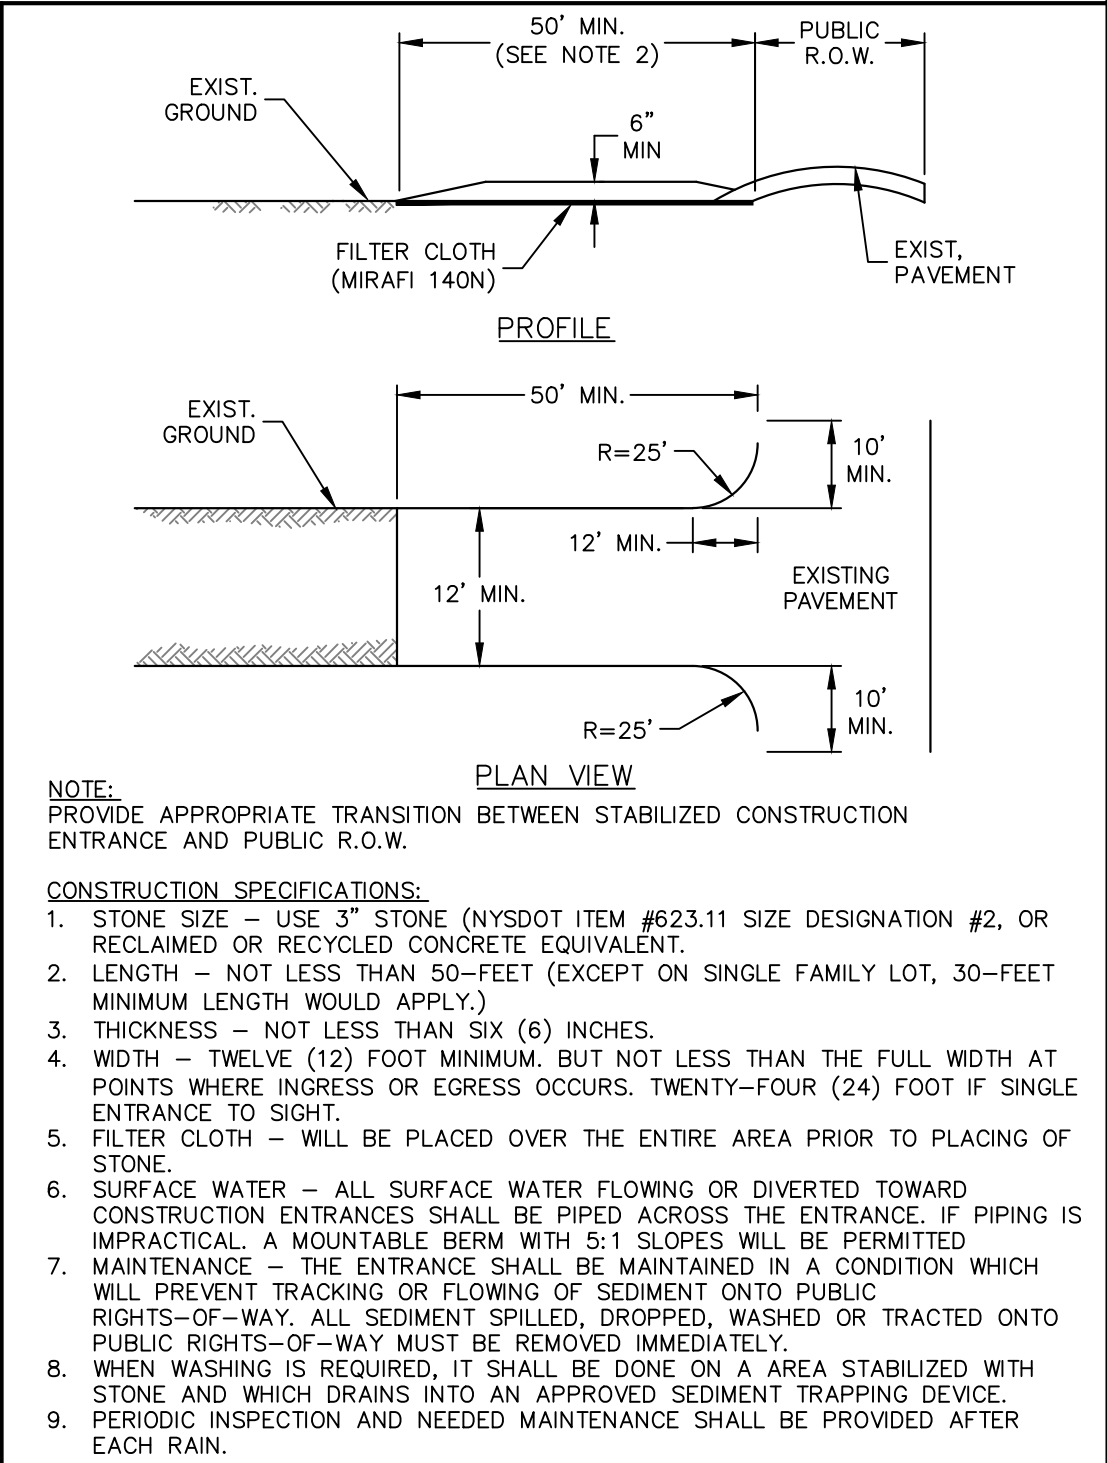 50' MIN.
(SEE NOTE 2)
PUBLIC
R.O.W.
EXIST.
GROUND
6"
MIN
FILTER CLOTH
(MIRAFI 140N)
EXIST,
PAVEMENT
PROFILE
50' MIN.
EXIST.
GROUND
R=25'
10'
MIN.
12' MIN.
12' MIN.
EXISTING
PAVEMENT
R=25'
10'
MIN.
PLAN VIEW
NOTE:
PROVIDE APPROPRIATE TRANSITION BETWEEN STABILIZED CONSTRUCTION
ENTRANCE AND PUBLIC R.O.W.
CONSTRUCTION SPECIFICATIONS:
1. STONE SIZE – USE 3" STONE (NYSDOT ITEM #623.11 SIZE DESIGNATION #2, OR
RECLAIMED OR RECYCLED CONCRETE EQUIVALENT.
2. LENGTH – NOT LESS THAN 50–FEET (EXCEPT ON SINGLE FAMILY LOT, 30–FEET
MINIMUM LENGTH WOULD APPLY.)
3. THICKNESS – NOT LESS THAN SIX (6) INCHES.
4. WIDTH – TWELVE (12) FOOT MINIMUM. BUT NOT LESS THAN THE FULL WIDTH AT
POINTS WHERE INGRESS OR EGRESS OCCURS. TWENTY–FOUR (24) FOOT IF SINGLE
ENTRANCE TO SIGHT.
5. FILTER CLOTH – WILL BE PLACED OVER THE ENTIRE AREA PRIOR TO PLACING OF
STONE.
6. SURFACE WATER – ALL SURFACE WATER FLOWING OR DIVERTED TOWARD
CONSTRUCTION ENTRANCES SHALL BE PIPED ACROSS THE ENTRANCE. IF PIPING IS
IMPRACTICAL. A MOUNTABLE BERM WITH 5:1 SLOPES WILL BE PERMITTED
7. MAINTENANCE – THE ENTRANCE SHALL BE MAINTAINED IN A CONDITION WHICH
WILL PREVENT TRACKING OR FLOWING OF SEDIMENT ONTO PUBLIC
RIGHTS–OF–WAY. ALL SEDIMENT SPILLED, DROPPED, WASHED OR TRACTED ONTO
PUBLIC RIGHTS–OF–WAY MUST BE REMOVED IMMEDIATELY.
8. WHEN WASHING IS REQUIRED, IT SHALL BE DONE ON A AREA STABILIZED WITH
STONE AND WHICH DRAINS INTO AN APPROVED SEDIMENT TRAPPING DEVICE.
9. PERIODIC INSPECTION AND NEEDED MAINTENANCE SHALL BE PROVIDED AFTER
EACH RAIN.